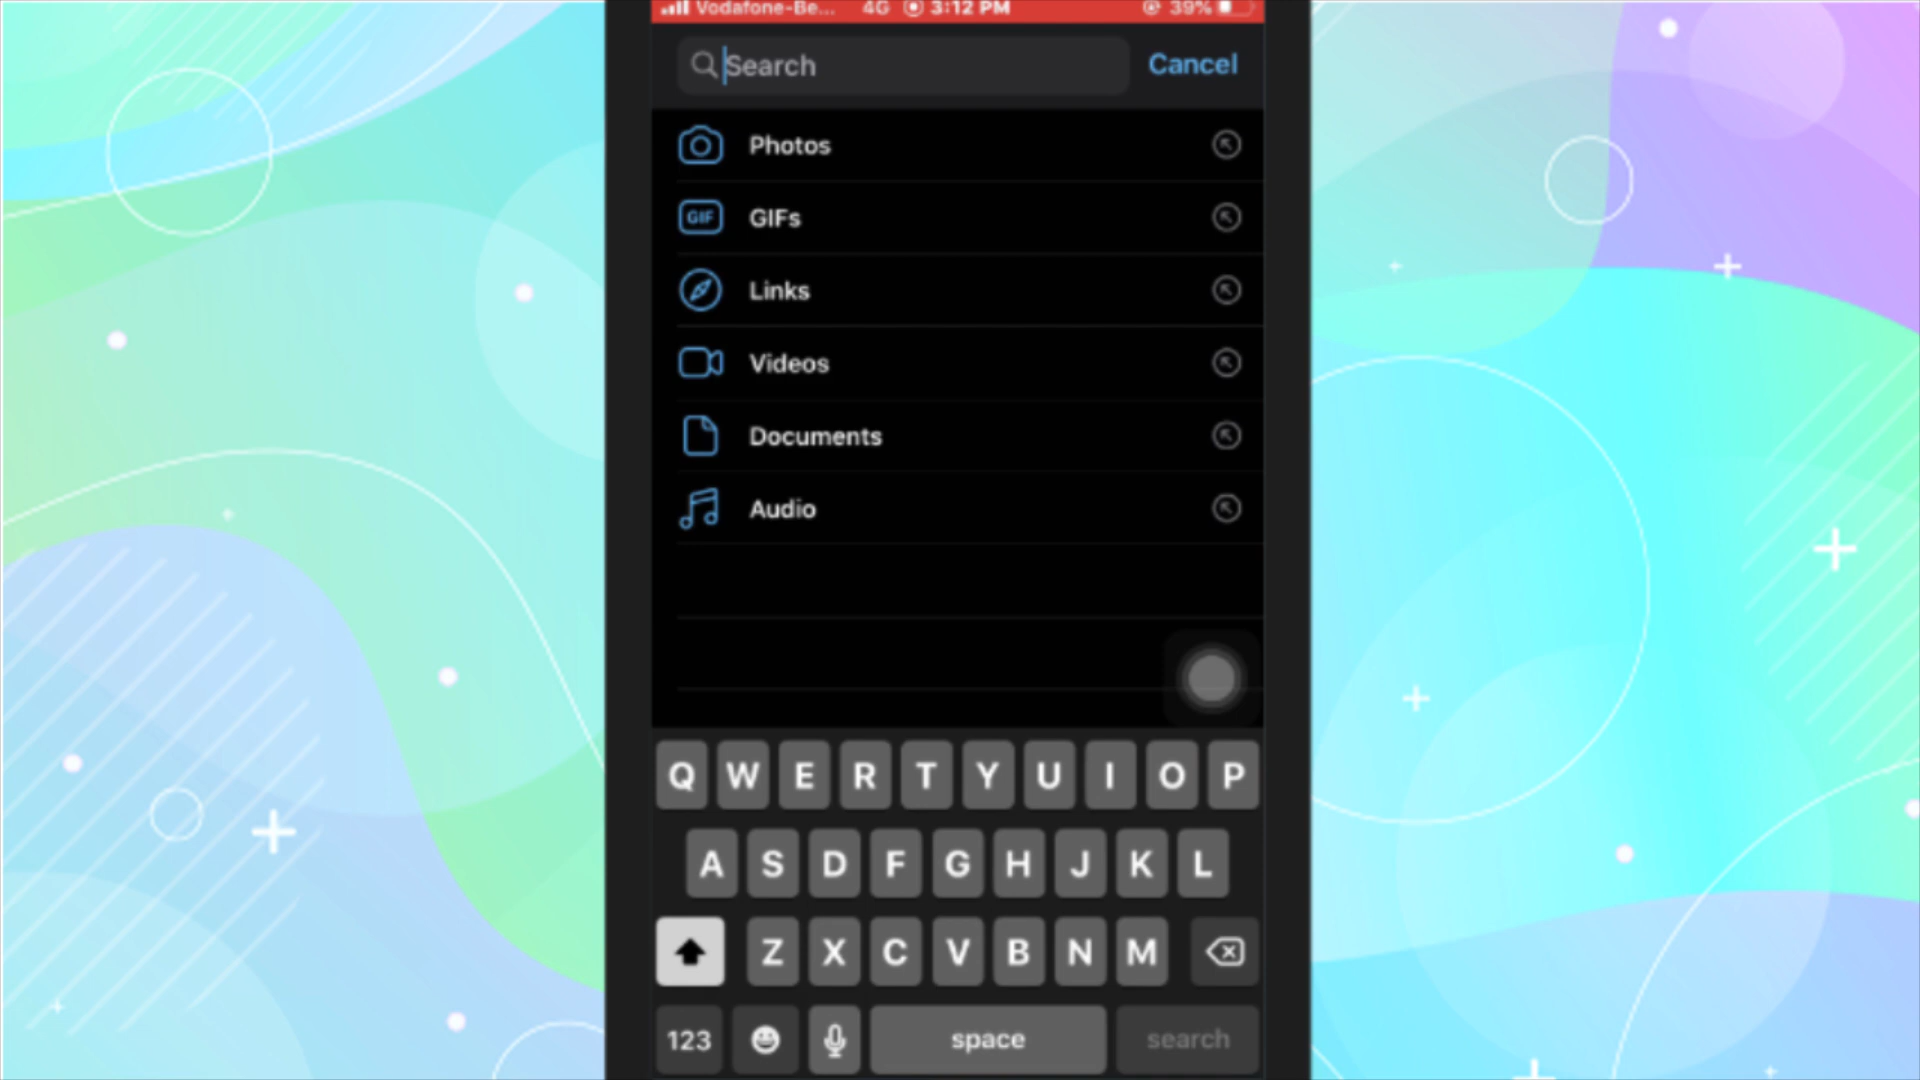 Vodafone-Be... 4G 3:12 PM 39%
Search Cancel
Photos
GIF GIFs
Links
Videos
Documents
Audio
Q W E R T Y U I O P
A S D F G H J K L
Z X C V B N M
123 space search